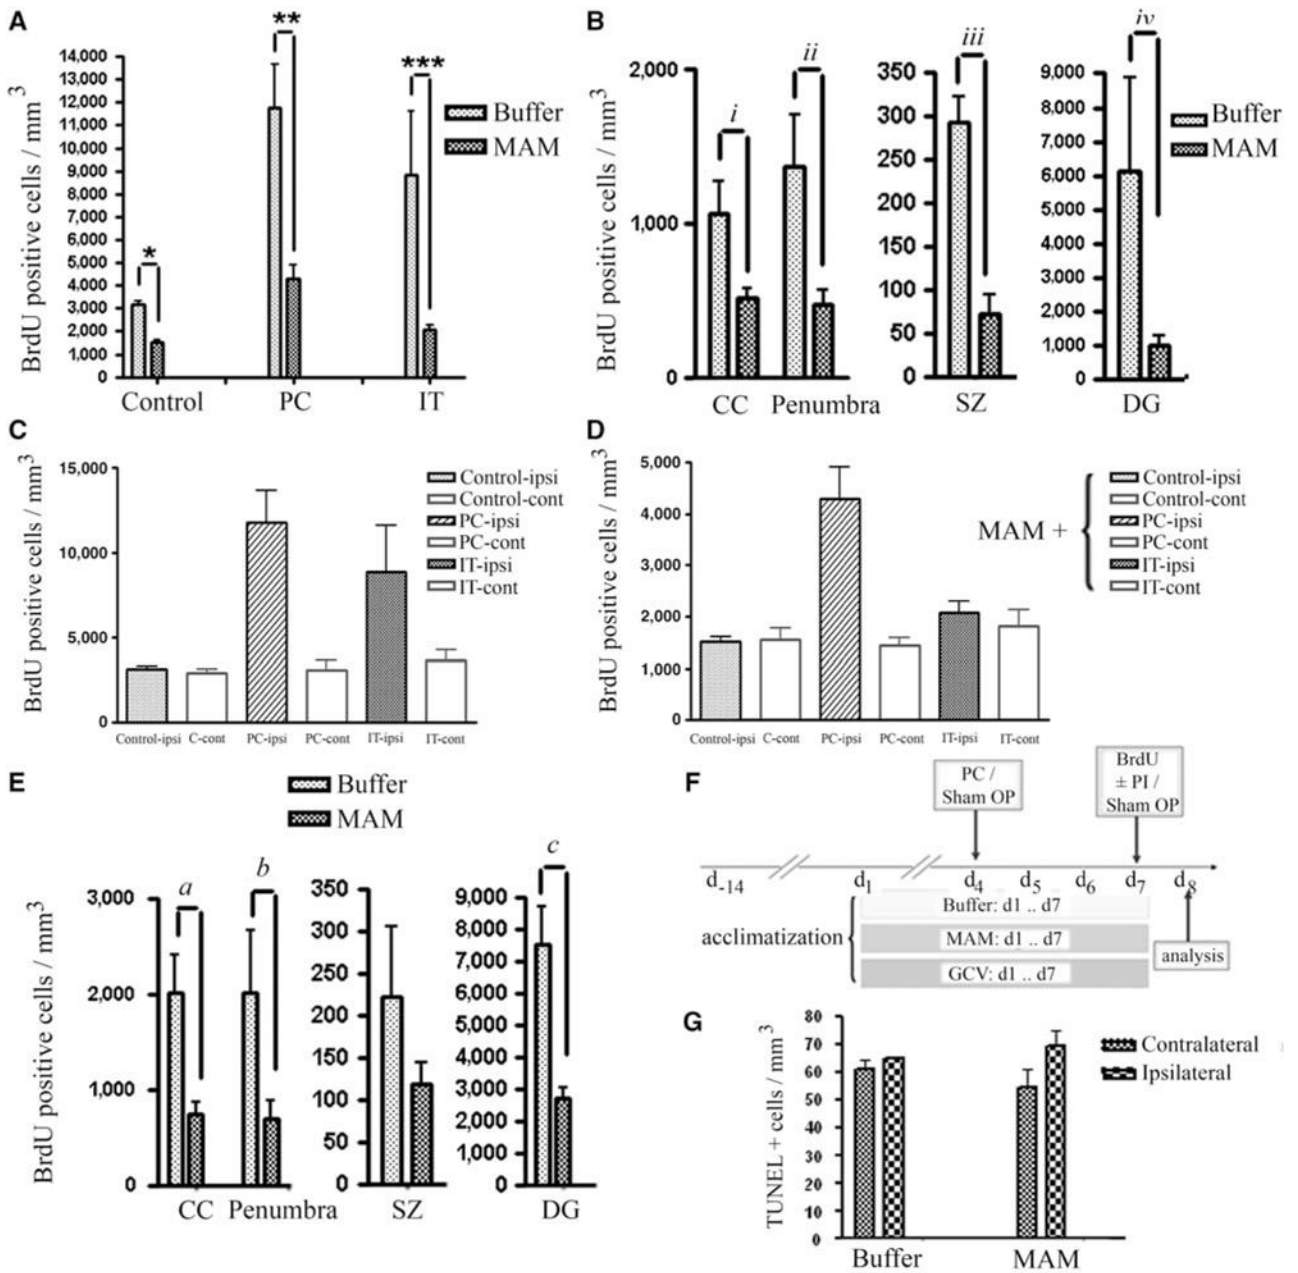 A
BrdU positive cells / mm3
14,000
13,000
12,000
11,000
10,000
9,000
8,000
7,000
6,000
5,000
4,000
3,000
2,000
1,000
0
*
**
***
Buffer
MAM
Control PC IT
B
BrdU positive cells / mm3
2,000
1,000
0
i
ii
CC Penumbra
350
300
250
200
150
100
50
0
iii
SZ
9,000
8,000
7,000
6,000
5,000
4,000
3,000
2,000
1,000
0
iv
DG
Buffer
MAM
C
BrdU positive cells / mm3
15,000
10,000
5,000
0
Control-ipsi
Control-cont
PC-ipsi
PC-cont
IT-ipsi
IT-cont
Control-ipsi C-cont PC-ipsi PC-cont IT-ipsi IT-cont
D
BrdU positive cells / mm3
5,000
4,000
3,000
2,000
1,000
0
MAM +
Control-ipsi
Control-cont
PC-ipsi
PC-cont
IT-ipsi
IT-cont
Control-ipsi C-cont PC-ipsi PC-cont IT-ipsi IT-cont
E
Buffer
MAM
BrdU positive cells / mm3
3,000
2,000
1,000
0
a
b
CC Penumbra
350
300
250
200
150
100
50
0
SZ
9,000
8,000
7,000
6,000
5,000
4,000
3,000
2,000
1,000
0
c
DG
F
PC /
Sham OP
BrdU
± PI /
Sham OP
d-14 d1 d4 d5 d6 d7 d8
acclimatization
Buffer: d1 .. d7
MAM: d1 .. d7
GCV: d1 .. d7
analysis
G
TUNEL + cells / mm3
80
70
60
50
40
30
20
10
0
Contralateral
Ipsilateral
Buffer MAM